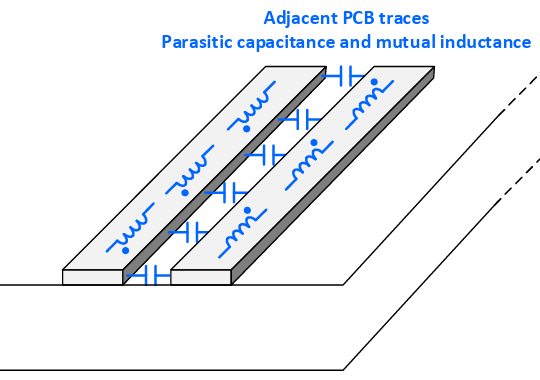 Adjacent PCB traces
Parasitic capacitance and mutual inductance